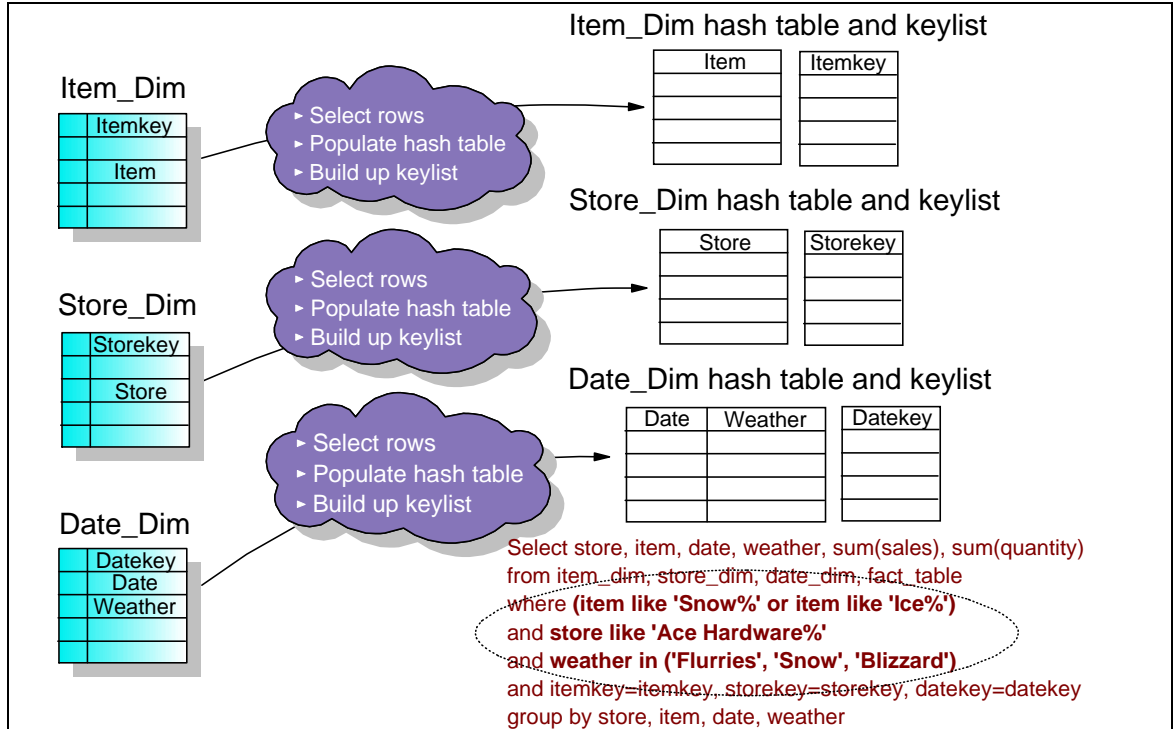 Item_Dim hash table and keylist
Item_Dim
Itemkey
Item
▸ Select rows
▸ Populate hash table
▸ Build up keylist
Item
Itemkey
Store_Dim hash table and keylist
Store_Dim
Storekey
Store
▸ Select rows
▸ Populate hash table
▸ Build up keylist
Store
Storekey
Date_Dim hash table and keylist
Date_Dim
Datekey
Date
Weather
▸ Select rows
▸ Populate hash table
▸ Build up keylist
Date
Weather
Datekey
Select store, item, date, weather, sum(sales), sum(quantity)
from item_dim, store_dim, date_dim, fact_table
where (item like 'Snow%' or item like 'Ice%')
and store like 'Ace Hardware%'
and weather in ('Flurries', 'Snow', 'Blizzard')
and itemkey=itemkey, storekey=storekey, datekey=datekey
group by store, item, date, weather